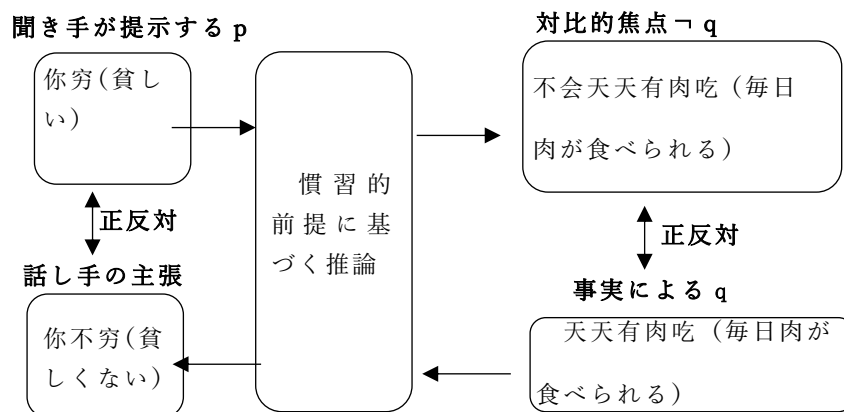 聞き手が提示する p
対比的焦点¬ q
你穷(貧し
い)
不会天天有肉吃（毎日
肉が食べられる）
慣習的
前提に基
づく推論
正反対
正反対
話し手の主張
事実による q
你不穷(貧
しくない)
天天有肉吃（毎日肉が
食べられる）